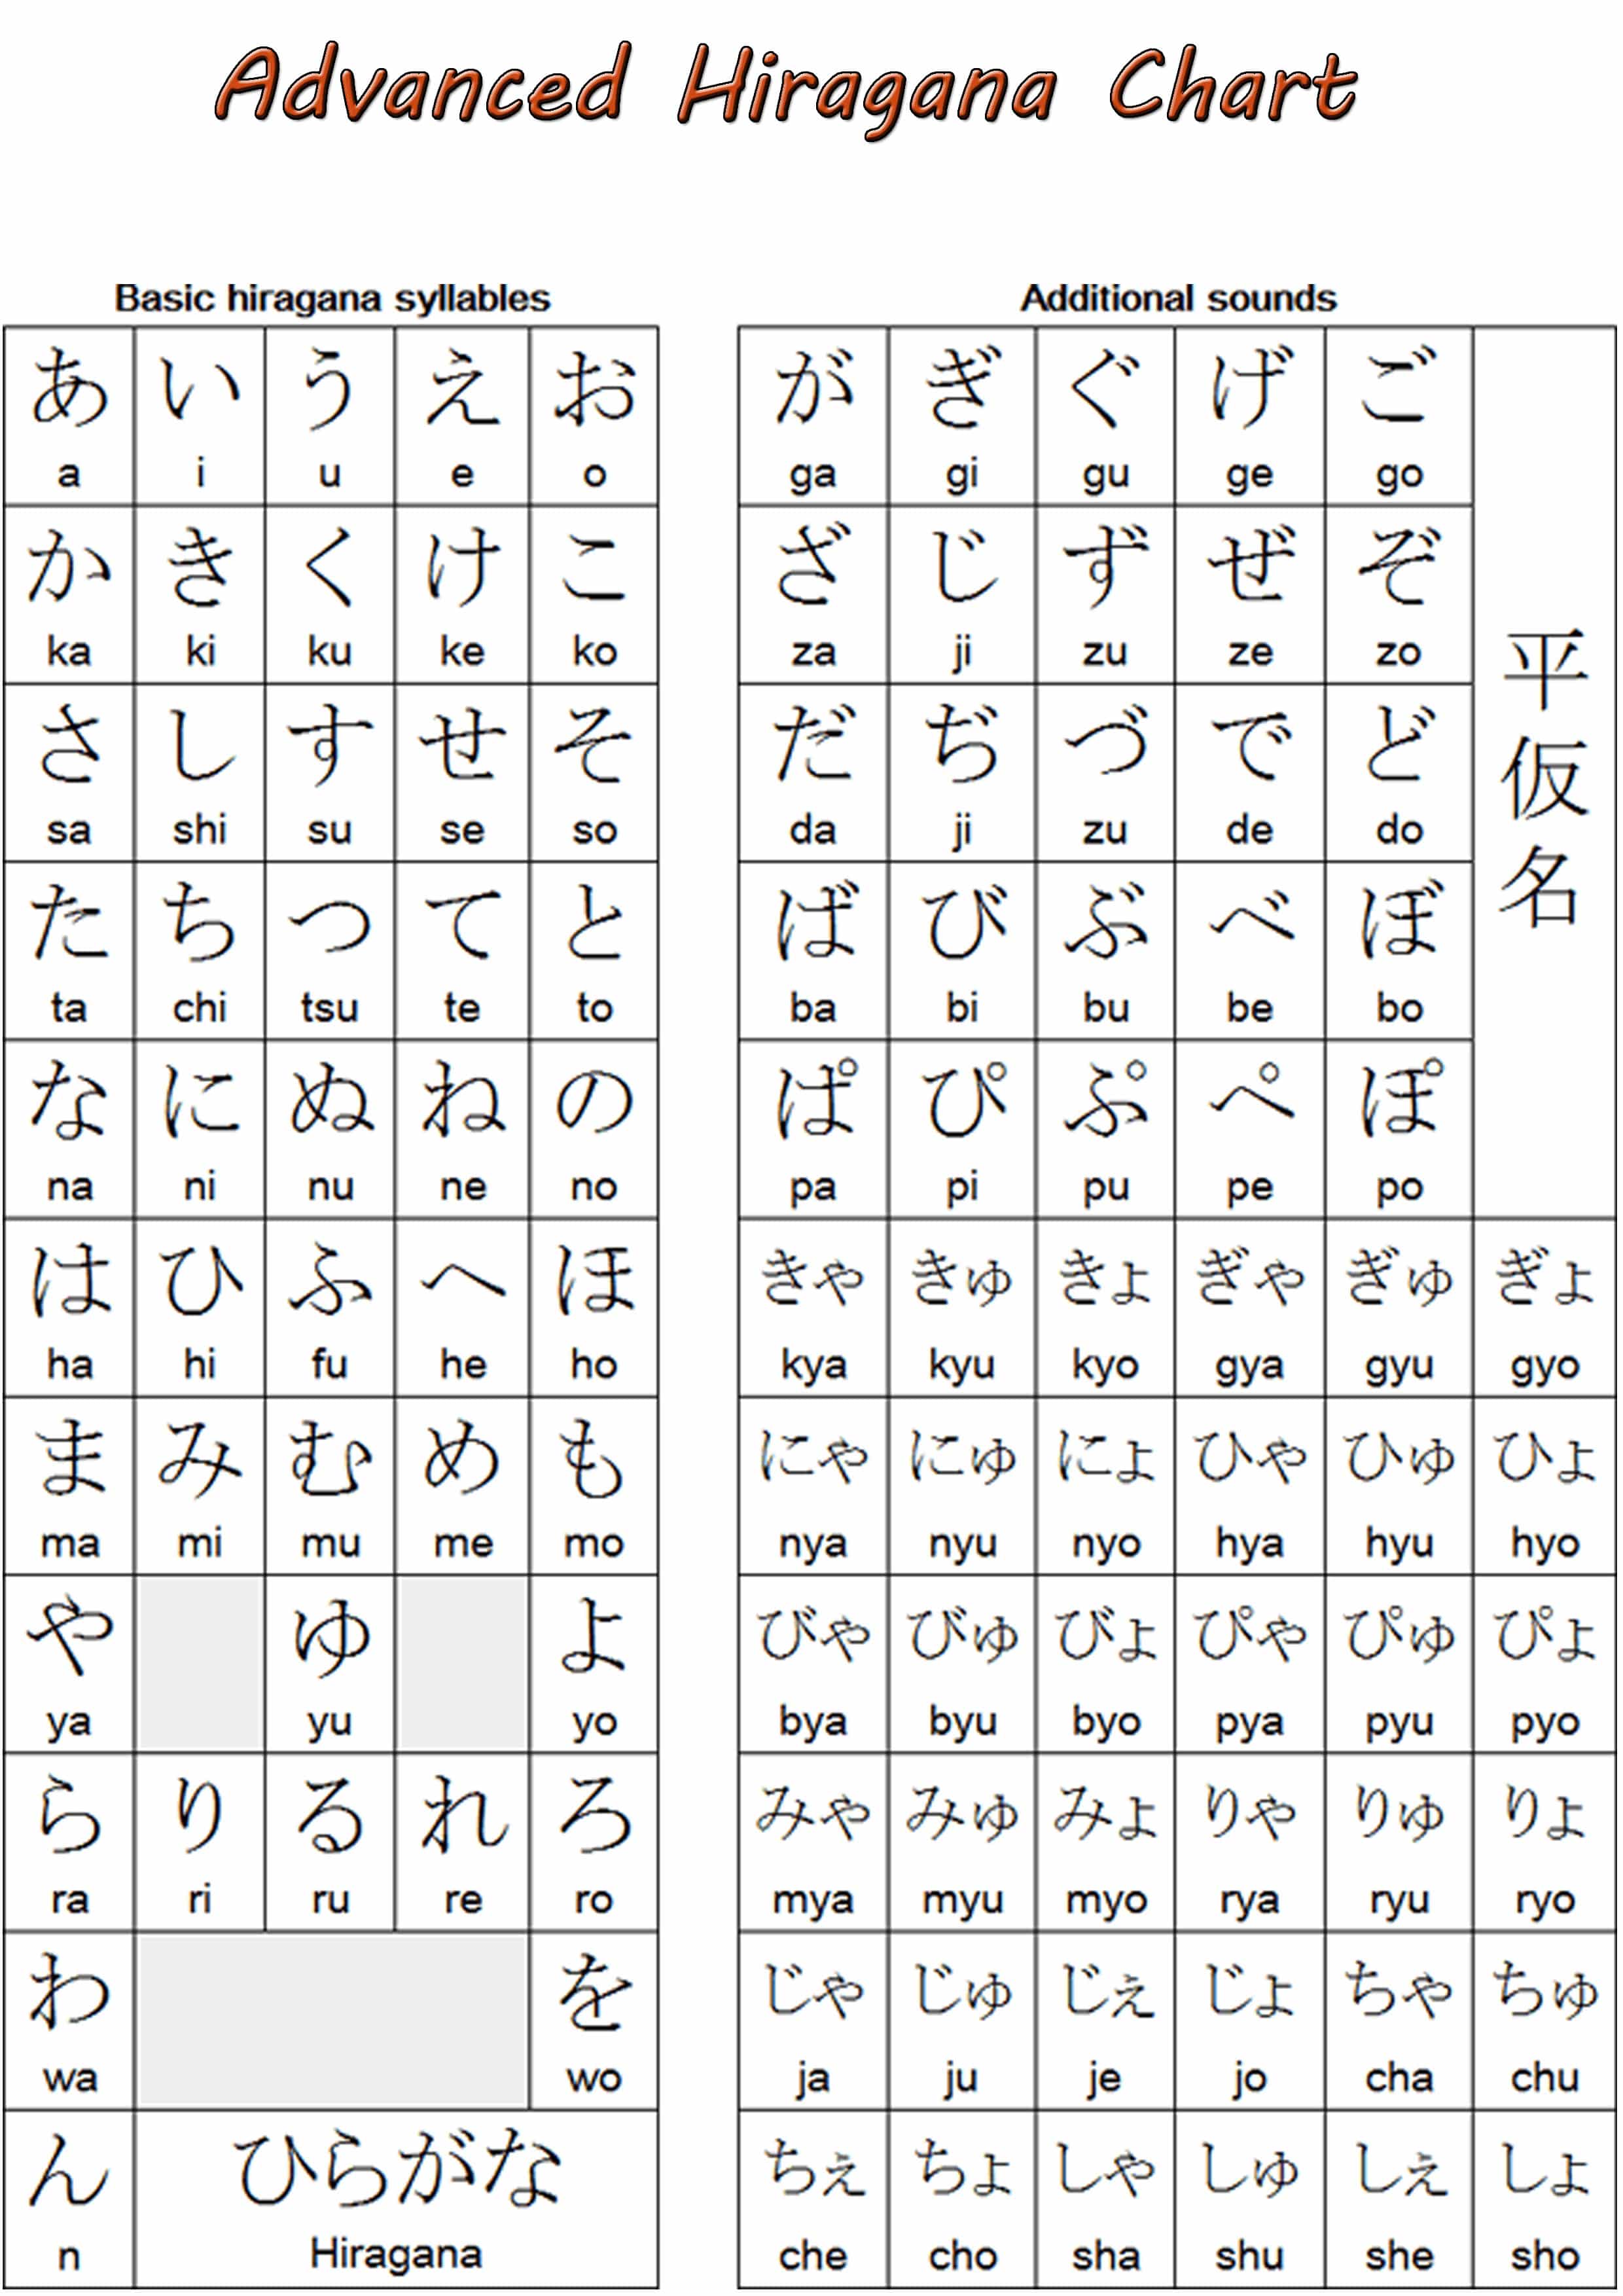 Advanced Hiragana Chart
Basic hiragana syllables
あ い う え お
a i u e o
か き く け こ
ka ki ku ke ko
さ し す せ そ
sa shi su se so
た ち つ て と
ta chi tsu te to
な に ぬ ね の
na ni nu ne no
は ひ ふ へ ほ
ha hi fu he ho
ま み む め も
ma mi mu me mo
や ゆ よ
ya yu yo
ら り る れ ろ
ra ri ru re ro
わ を
wa wo
ん ひらがな
n Hiragana
Additional sounds
が ぎ ぐ げ ご
ga gi gu ge go
ざ じ ず ぜ ぞ
za ji zu ze zo
だ ぢ づ で ど
da ji zu de do
ば び ぶ べ ぼ
ba bi bu be bo
ぱ ぴ ぷ ぺ ぽ
pa pi pu pe po
平仮名
きゃ きゅ きょ ぎゃ ぎゅ ぎょ
kya kyu kyo gya gyu gyo
にゃ にゅ にょ ひゃ ひゅ ひょ
nya nyu nyo hya hyu hyo
びゃ びゅ びょ ぴゃ ぴゅ ぴょ
bya byu byo pya pyu pyo
みゃ みゅ みょ りゃ りゅ りょ
mya myu myo rya ryu ryo
じゃ じゅ じぇ じょ ちゃ ちゅ
ja ju je jo cha chu
ちぇ ちょ しゃ しゅ しぇ しょ
che cho sha shu she sho